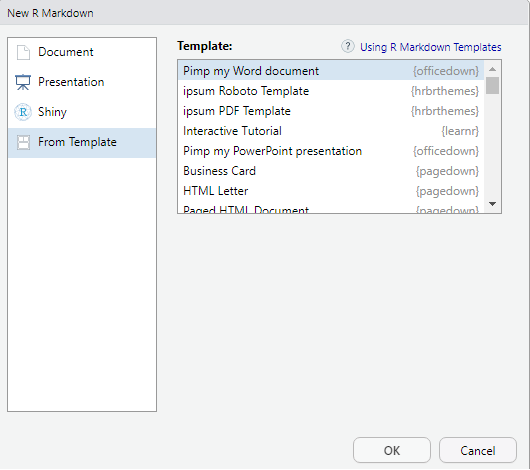 New R Markdown
Document
Presentation
R Shiny
From Template
Template:
? Using R Markdown Templates
Pimp my Word document {officedown}
ipsum Roboto Template {hrbrthemes}
ipsum PDF Template {hrbrthemes}
Interactive Tutorial {learnr}
Pimp my PowerPoint presentation {officedown}
Business Card {pagedown}
HTML Letter {pagedown}
Paged HTML Document {pagedown}
OK Cancel